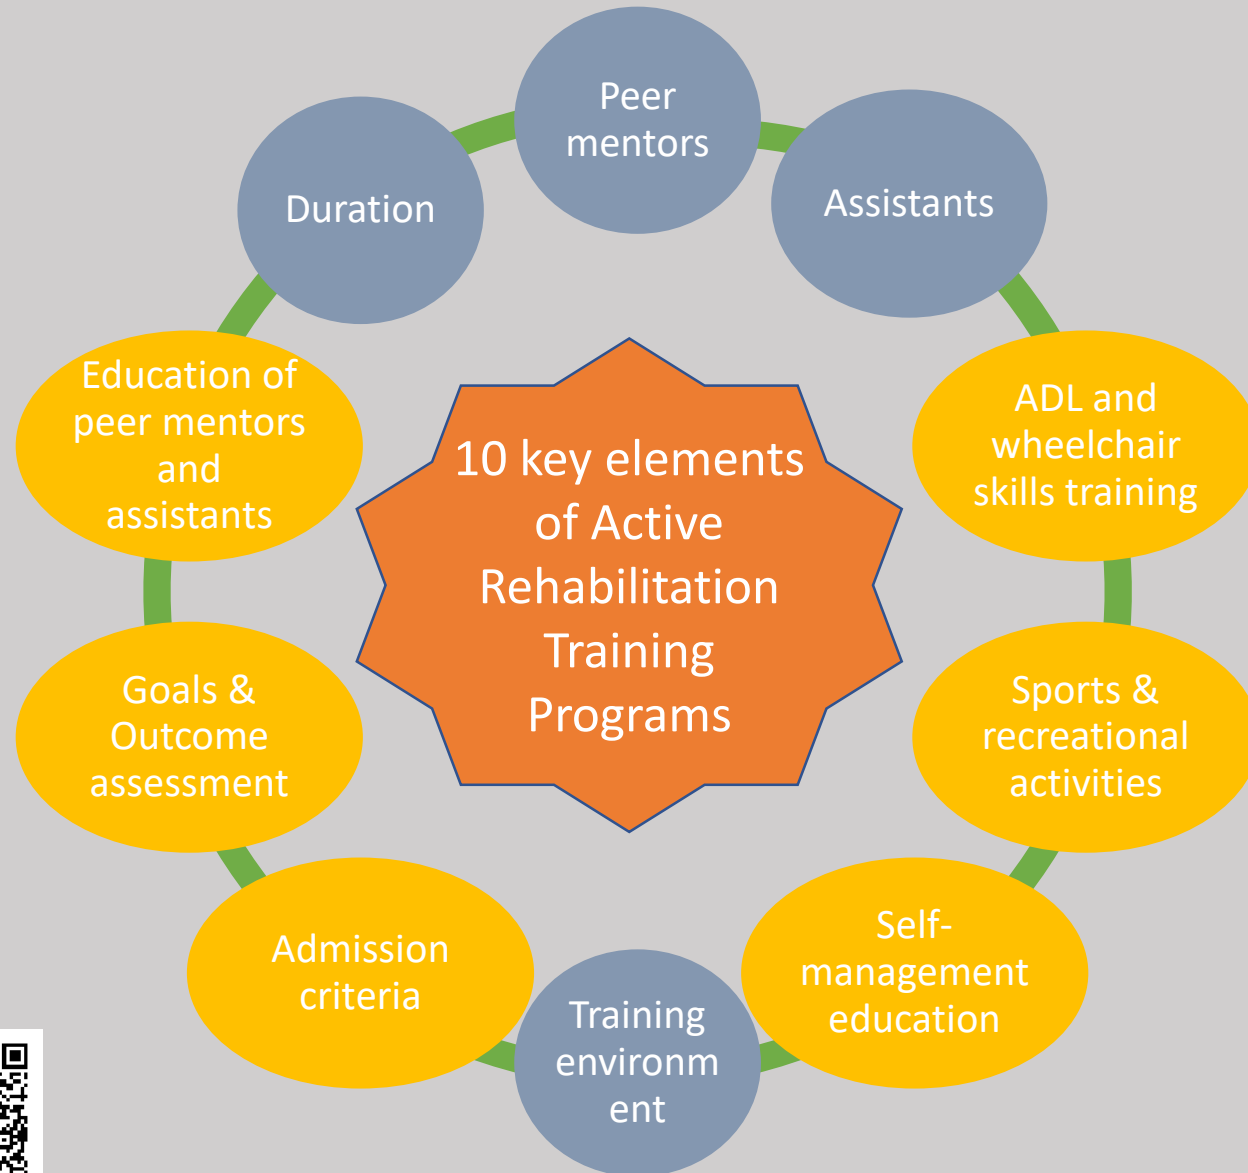 Peer
mentors
Assistants
ADL and
wheelchair
skills training
Sports &
recreational
activities
Self-
management
education
Training
environm
ent
Admission
criteria
Goals &
Outcome
assessment
Education of
peer mentors
and
assistants
Duration
10 key elements
of Active
Rehabilitation
Training
Programs